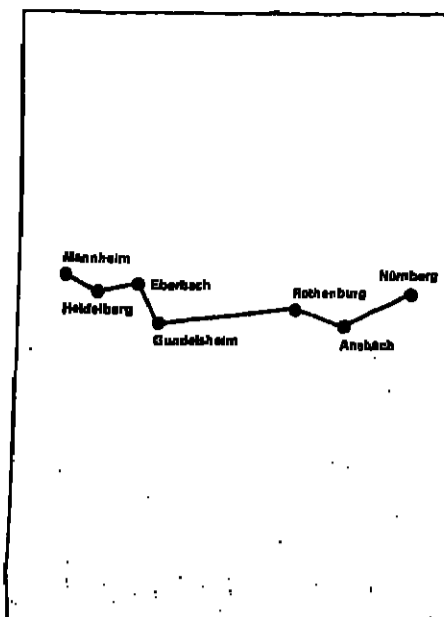 Mannheim
Eberbach
Heidelberg
Gundelsheim
Rothenburg
Nürnberg
Ansbach